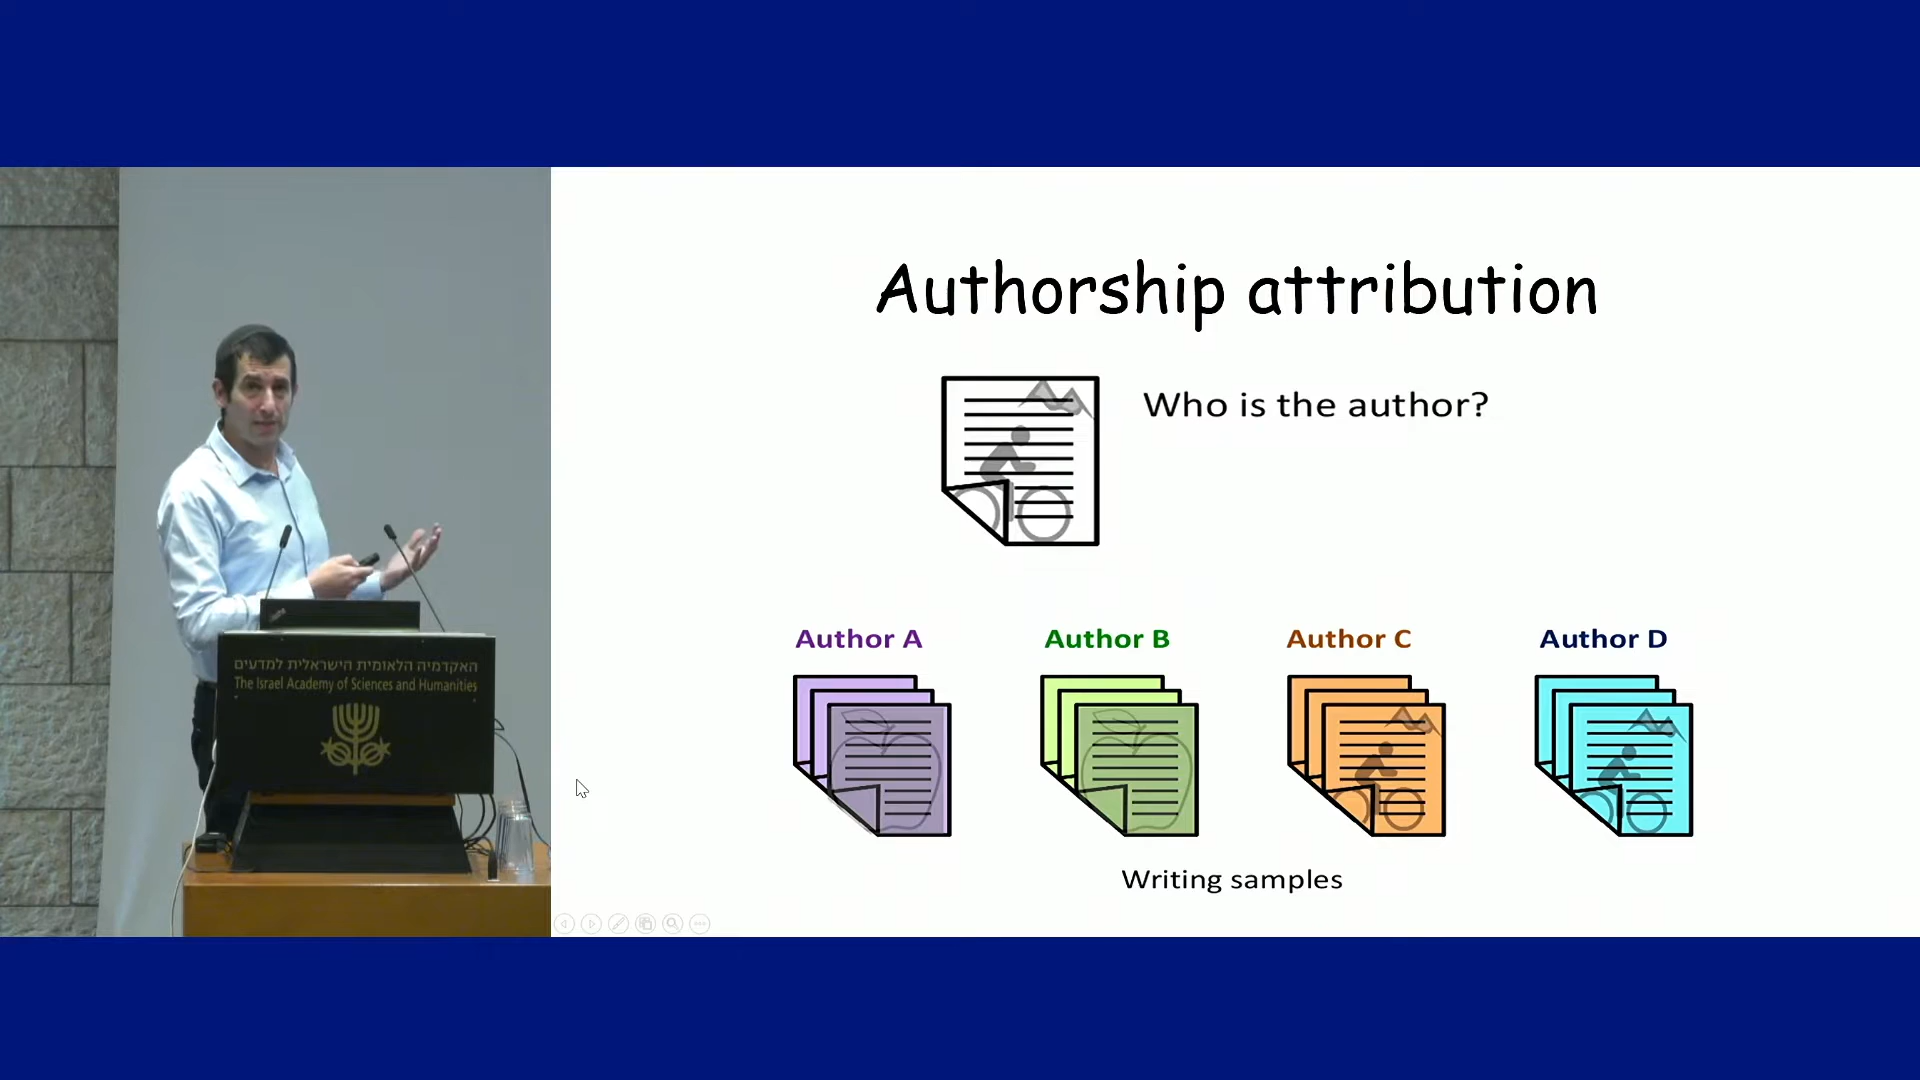 Authorship attribution
Who is the author?
Author A
Author B
Author C
Author D
Writing samples
האקדמיה הלאומית הישראלית למדעים
The Israel Academy of Sciences and Humanities